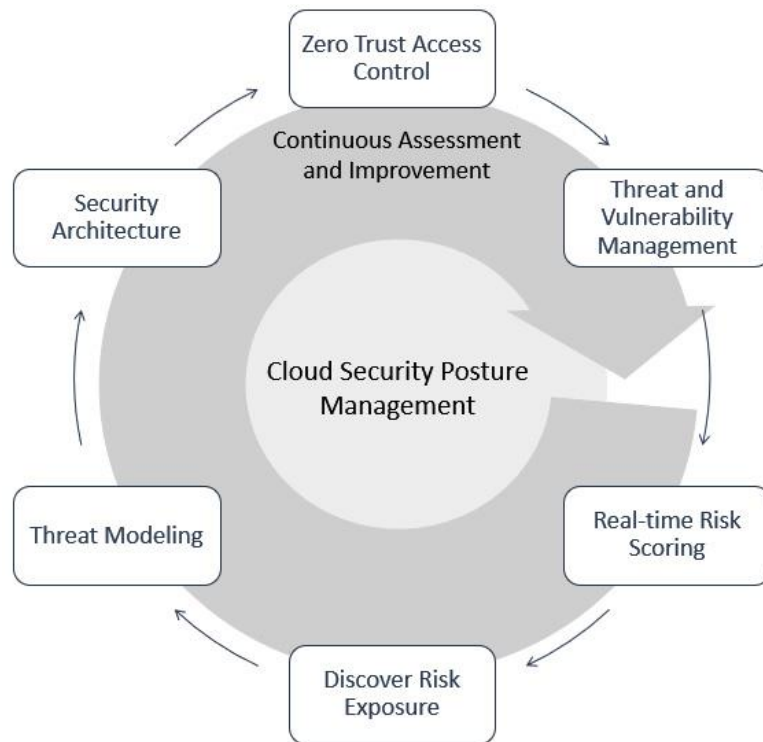 Zero Trust Access
Control
Continuous Assessment
and Improvement
Security
Architecture
Threat and
Vulnerability
Management
Cloud Security Posture
Management
Threat Modeling
Real-time Risk
Scoring
Discover Risk
Exposure